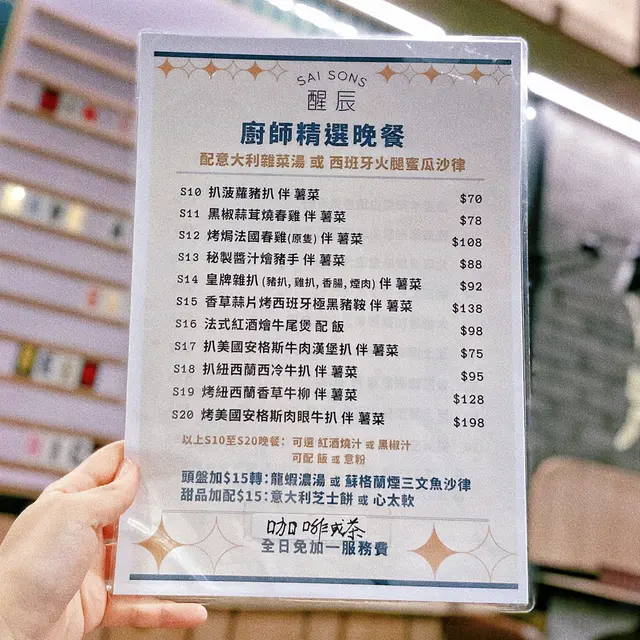 SAI SONS
醒辰
廚師精選晚餐
配意大利雜菜湯 或 西班牙火腿蜜瓜沙律
S10 扒菠蘿豬扒 伴 薯菜 $70
S11 黑椒蒜茸燒春雞 伴 薯菜 $78
S12 烤焗法國春雞(原隻) 伴 薯菜 $108
S13 秘製醬汁燴豬手 伴 薯菜 $88
S14 皇牌雜扒 (豬扒, 雞扒, 香腸, 煙肉) 伴 薯菜 $92
S15 香草蒜片烤西班牙極黑豬鞍 伴 薯菜 $138
S16 法式紅酒燴牛尾煲 配 飯 $98
S17 扒美國安格斯牛肉漢堡扒 伴 薯菜 $75
S18 扒紐西蘭西冷牛扒 伴 薯菜 $95
S19 烤紐西蘭香草牛柳 伴 薯菜 $128
S20 烤美國安格斯肉眼牛扒 伴 薯菜 $198
以上S10至S20晚餐： 可選 紅酒燒汁 或 黑椒汁
可配 飯 或 意粉
頭盤加$15轉：龍蝦濃湯 或 蘇格蘭煙三文魚沙律
甜品加配$15：意大利芝士餅 或 心太軟
咖啡或茶
全日免加一服務費